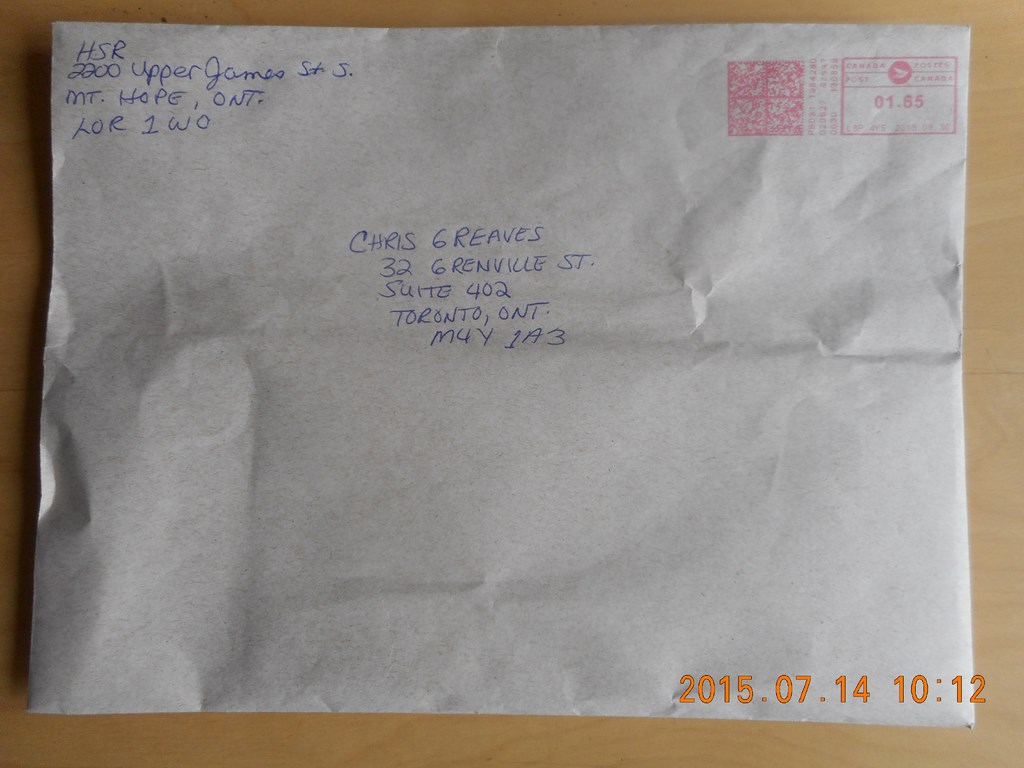 HSR
2200 Upper James St S.
MT. HOPE, ONT.
L0R 1W0
CANADA POSTES
POST CANADA
01.65
CHRIS GREAVES
32 GRENVILLE ST.
SUITE 402
TORONTO, ONT.
M4Y 1A3
2015.07.14 10:12